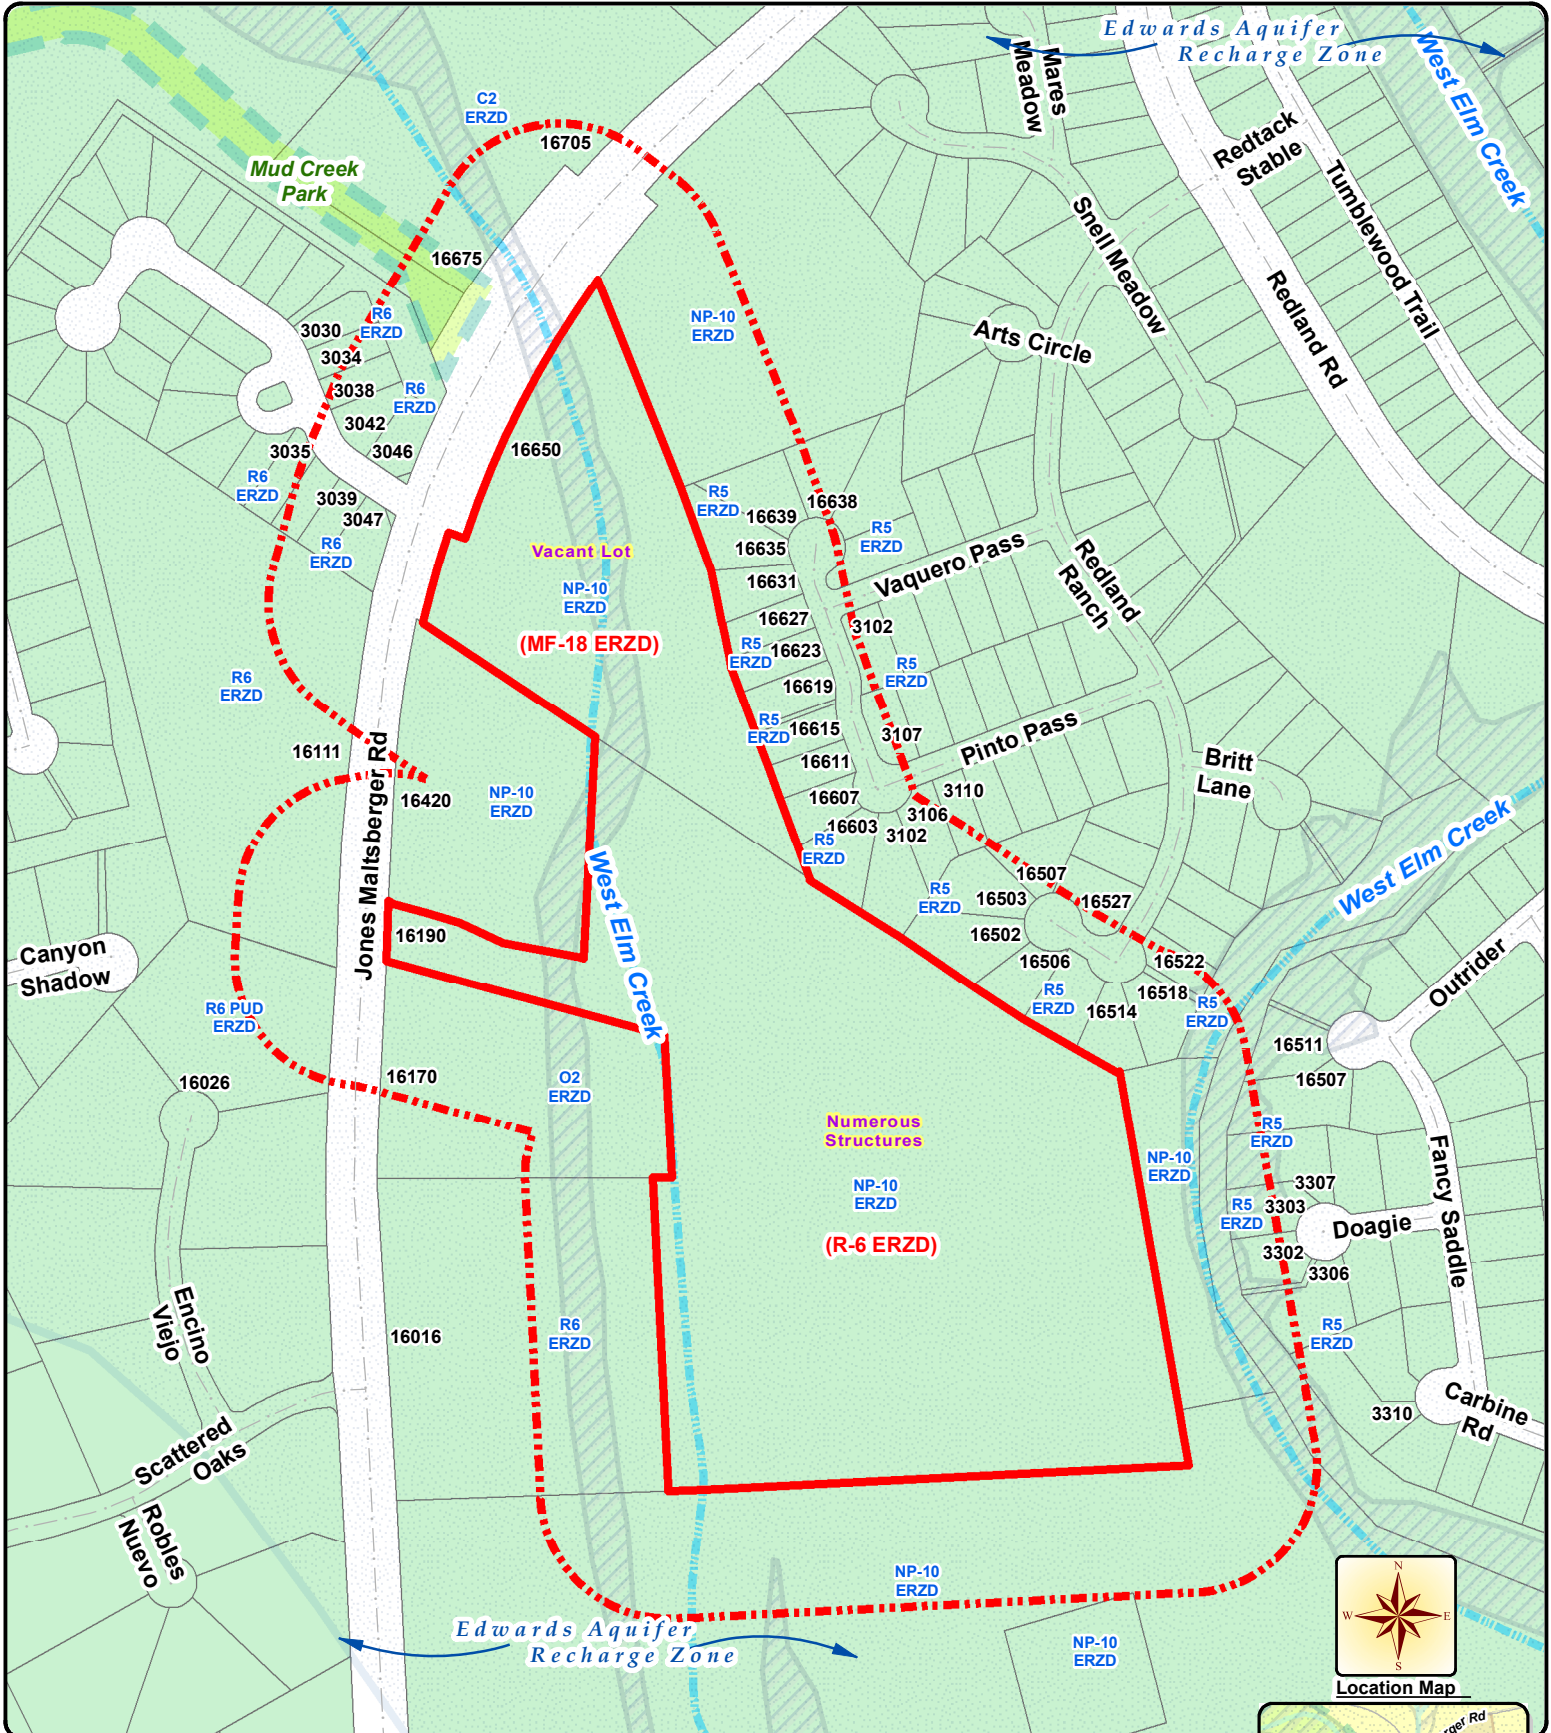 Edwards Aquifer
Recharge Zone
Mares
Meadow
West Elm Creek
C2
ERZD
16705
Redtack
Stable
Mud Creek
Park
Tumblewood Trail
Snell Meadow
16675
Redland Rd
R6
ERZD
NP-10
ERZD
3030
Arts Circle
3034
3038
R6
ERZD
3042
3035
3046
16650
R6
ERZD
3039
3047
R5
ERZD
16638
16639
R5
ERZD
R6
ERZD
Vacant Lot
16635
Vaquero Pass
Redland
Ranch
16631
NP-10
ERZD
16627
3102
(MF-18 ERZD)
R5
ERZD
16623
R5
ERZD
R6
ERZD
16619
R5
ERZD
16615
3107
Pinto Pass
16111
Jones Maltsberger Rd
16611
Britt
Lane
16420
NP-10
ERZD
16607
3110
3106
16603
3102
R5
ERZD
West Elm Creek
West Elm Creek
16507
R5
ERZD
16503
16527
16190
16502
Canyon
Shadow
16506
16522
Outrider
R5
ERZD
16518
16514
R5
ERZD
R6 PUD
ERZD
16511
16507
16026
16170
O2
ERZD
Numerous
Structures
R5
ERZD
NP-10
ERZD
Fancy Saddle
NP-10
ERZD
3307
R5
ERZD
3303
Doagie
(R-6 ERZD)
3302
3306
Encino
Viejo
16016
R6
ERZD
R5
ERZD
Carbine
Rd
3310
Scattered
Oaks
Robles
Nuevo
NP-10
ERZD
N
W
E
S
Edwards Aquifer
Recharge Zone
NP-10
ERZD
Location Map
rger Rd